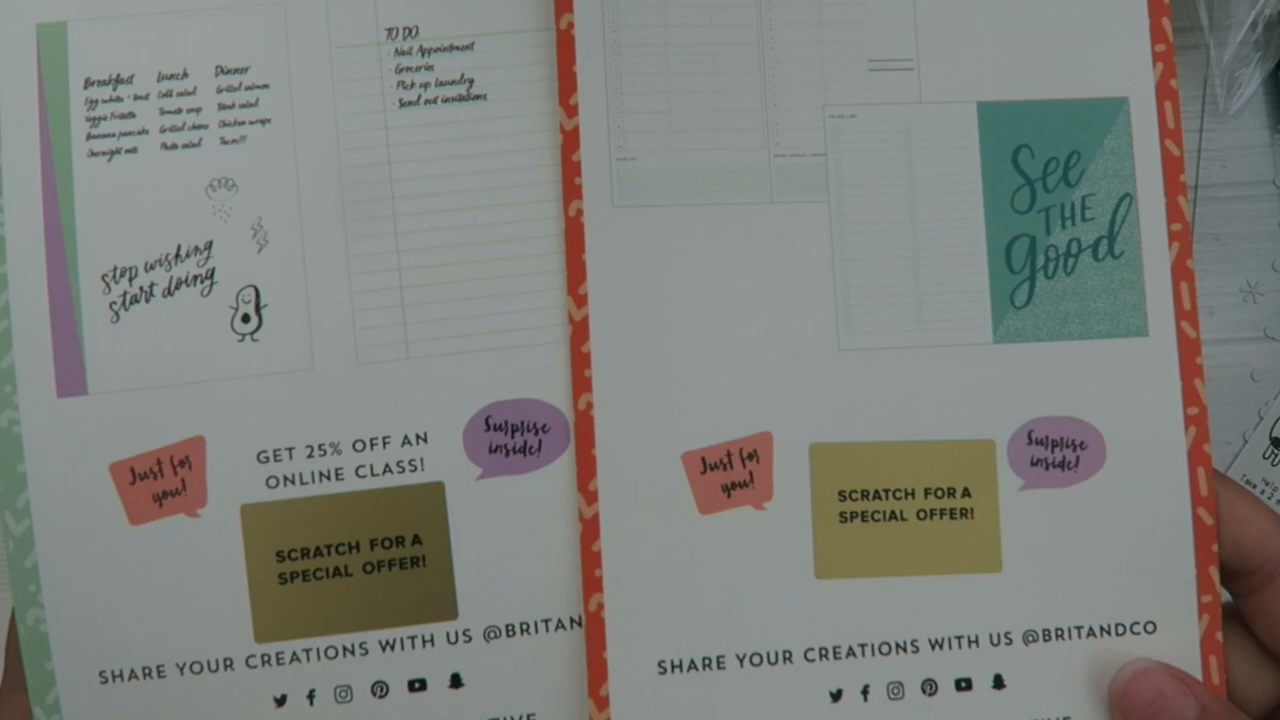 Breakfast Lunch Dinner
Egg white + toast Cobb salad Grilled salmon
Veggie Frittata Tomato soup Steak salad
Banana pancake Grilled cheese Chicken wraps
Overnight oats Pasta salad Tacos!!!
stop wishing
start doing
TO DO:
· Nail Appointment
· Groceries
· Pick up laundry
· Send out invitations
Just for
you!
GET 25% OFF AN
ONLINE CLASS!
Surprise
inside!
SCRATCH FOR A
SPECIAL OFFER!
SHARE YOUR CREATIONS WITH US @BRITAN
See
THE
good
Just for
you!
SCRATCH FOR A
SPECIAL OFFER!
Surprise
inside!
SHARE YOUR CREATIONS WITH US @BRITANDCO